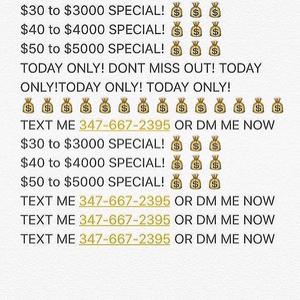 $30 to $3000 SPECIAL! 💰 💰 💰
$40 to $4000 SPECIAL! 💰 💰 💰
$50 to $5000 SPECIAL! 💰 💰 💰
TODAY ONLY! DONT MISS OUT! TODAY
ONLY!TODAY ONLY! TODAY ONLY!
💰 💰 💰 💰 💰 💰 💰 💰 💰 💰 💰 💰 💰
TEXT ME 347-667-2395 OR DM ME NOW
$30 to $3000 SPECIAL! 💰 💰 💰
$40 to $4000 SPECIAL! 💰 💰 💰
$50 to $5000 SPECIAL! 💰 💰 💰
TEXT ME 347-667-2395 OR DM ME NOW
TEXT ME 347-667-2395 OR DM ME NOW
TEXT ME 347-667-2395 OR DM ME NOW